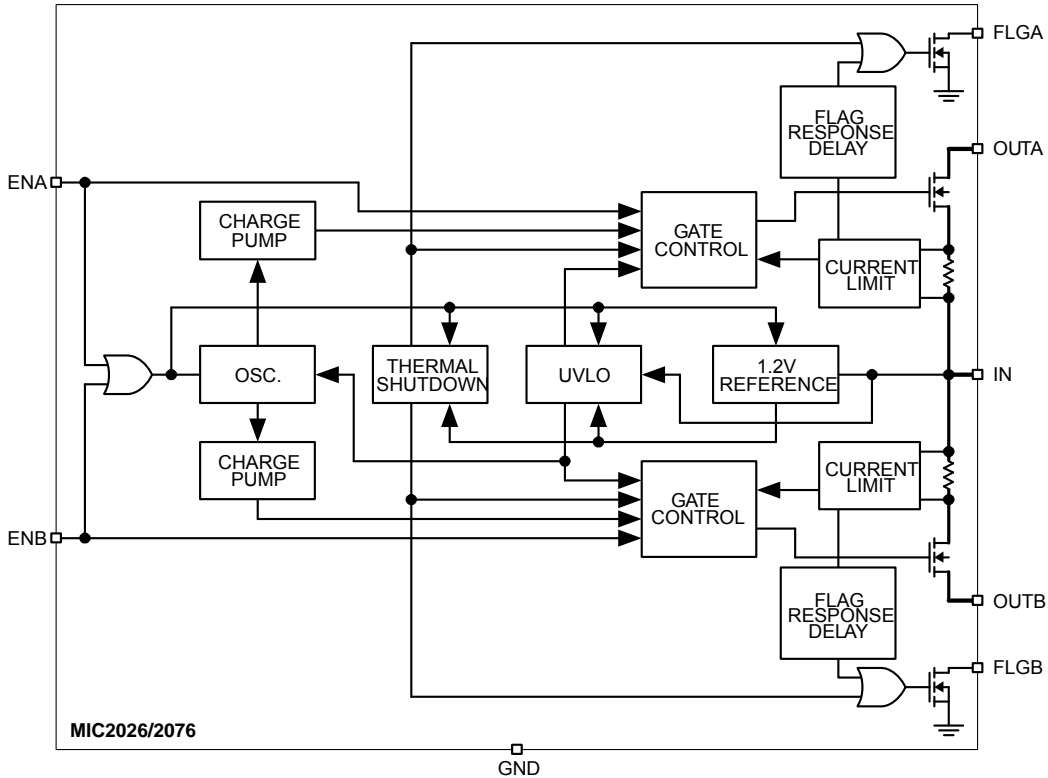 FLGA
FLAG
RESPONSE
DELAY
OUTA
ENA
CHARGE
PUMP
GATE
CONTROL
CURRENT
LIMIT
OSC.
THERMAL
SHUTDOWN
UVLO
1.2V
REFERENCE
IN
CHARGE
PUMP
GATE
CONTROL
CURRENT
LIMIT
ENB
FLAG
RESPONSE
DELAY
OUTB
FLGB
MIC2026/2076
GND